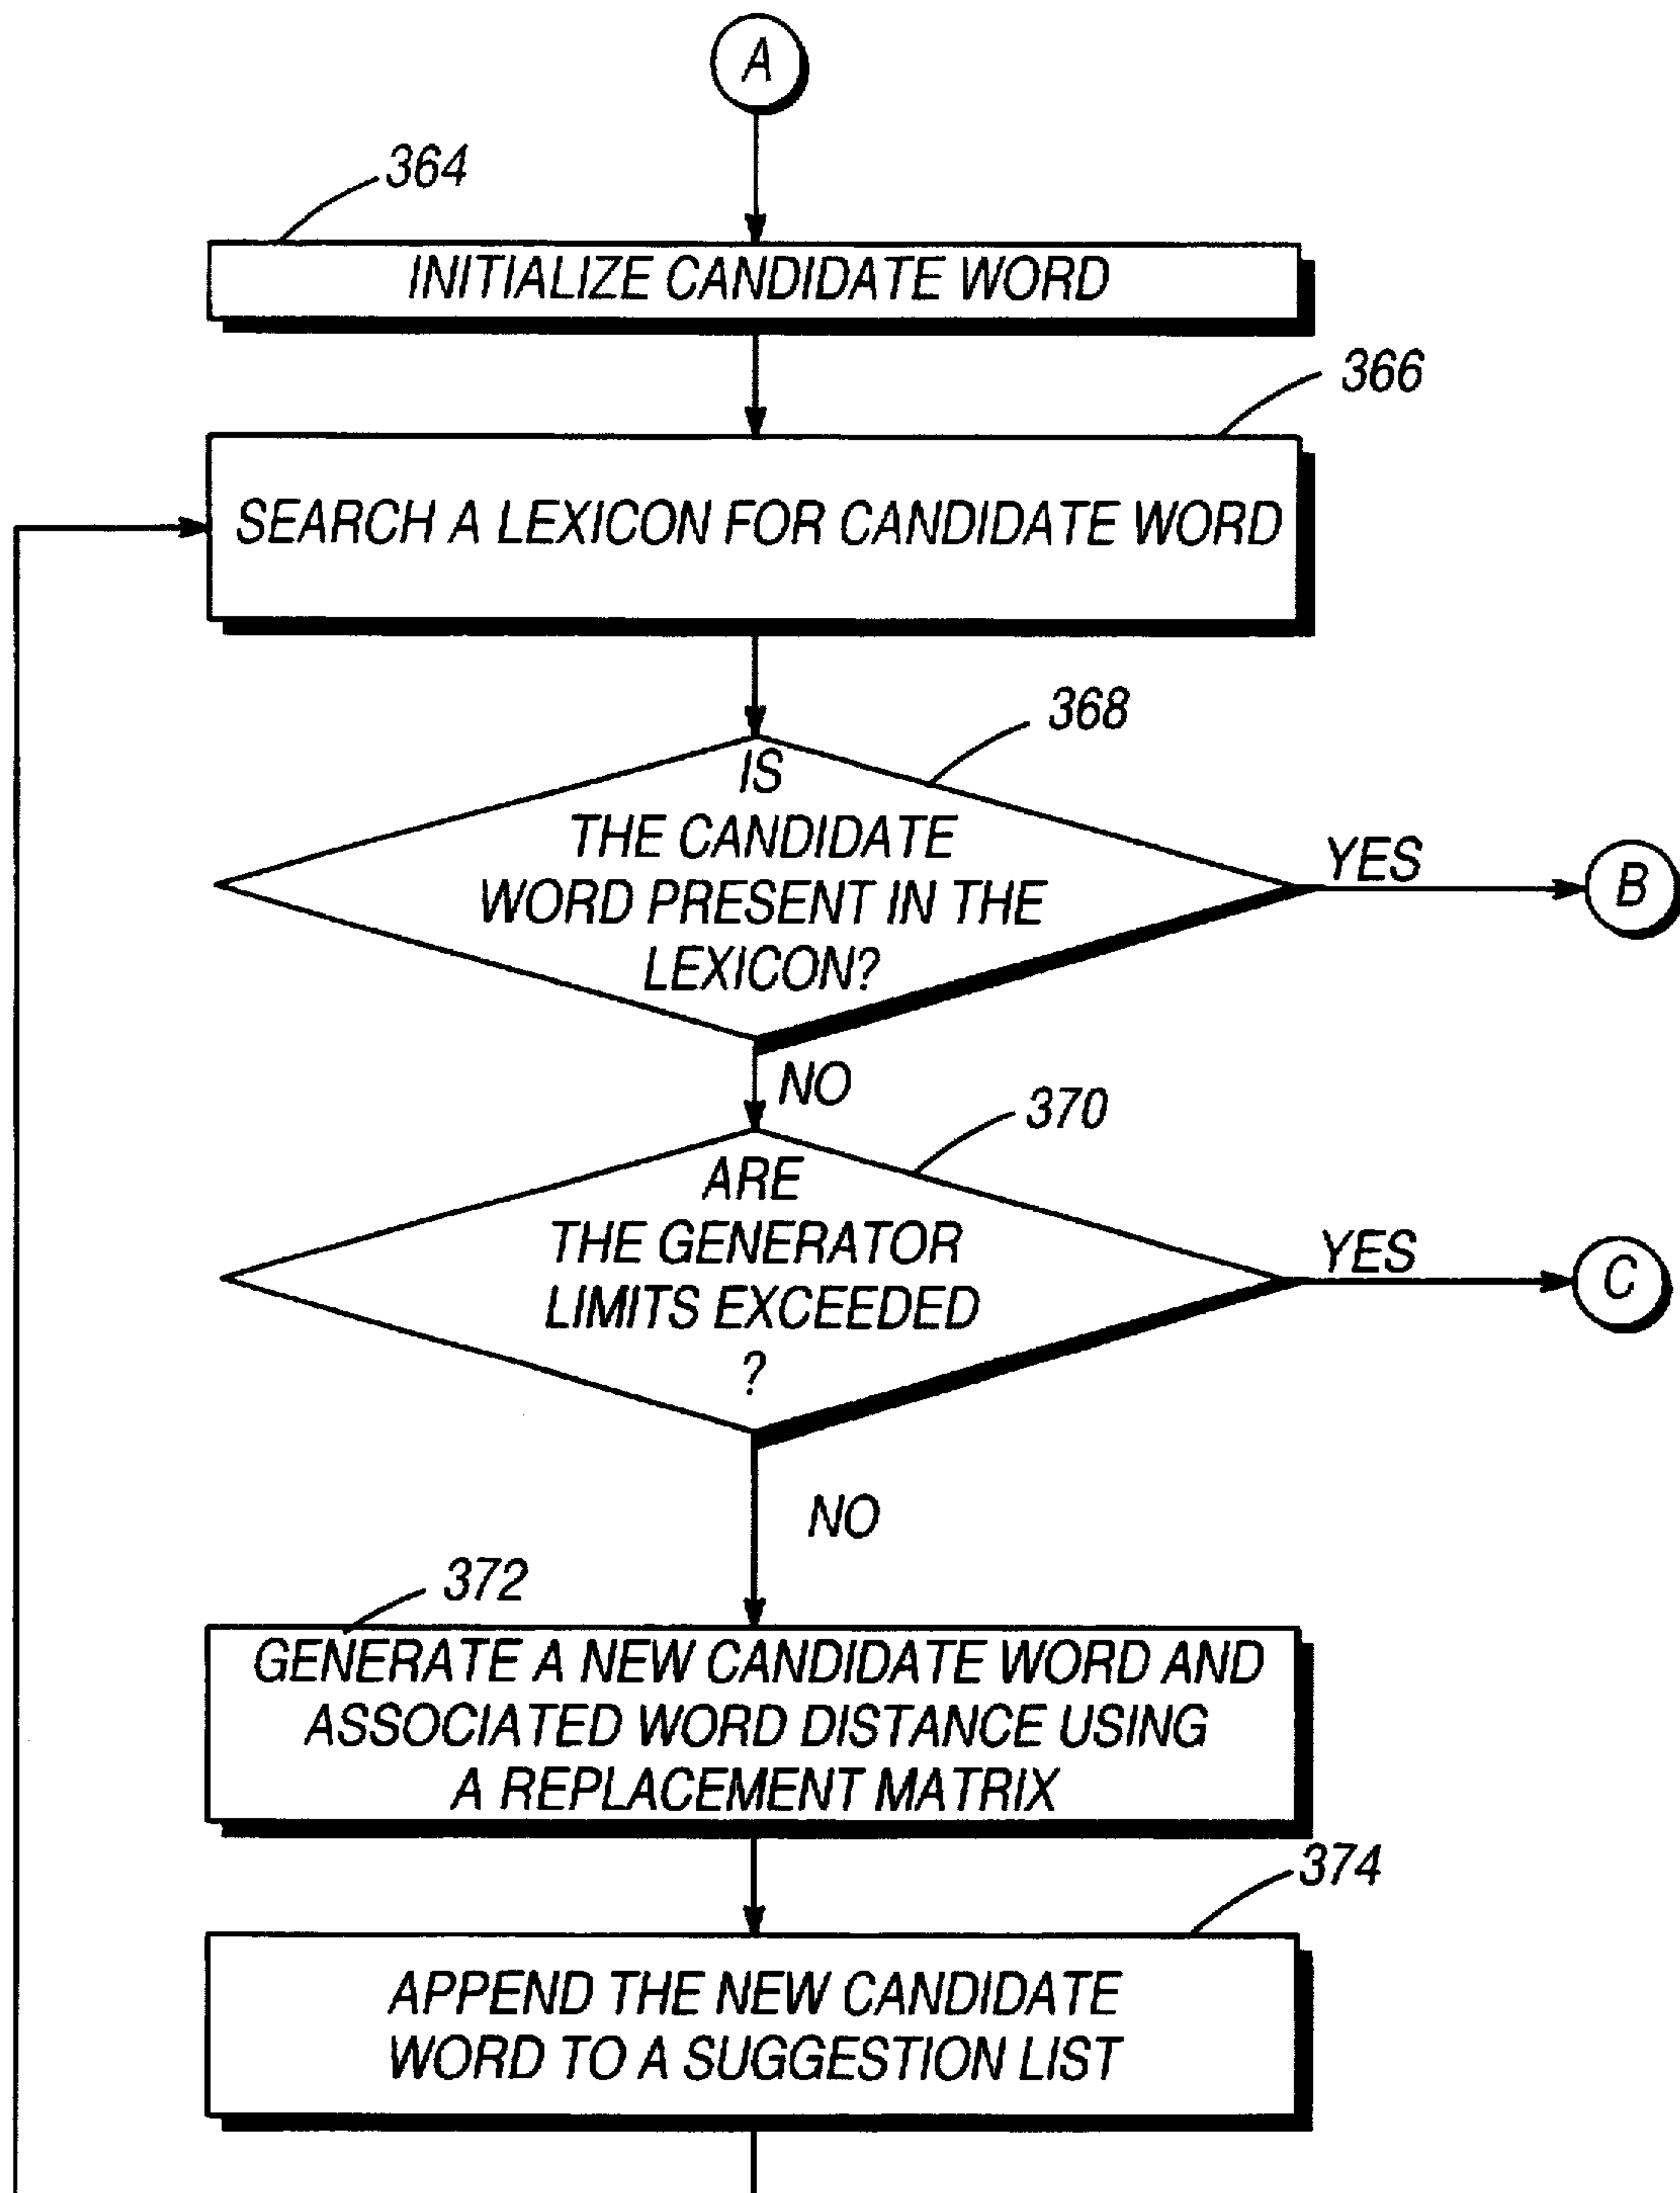 A
364
INITIALIZE CANDIDATE WORD
366
SEARCH A LEXICON FOR CANDIDATE WORD
368
IS
THE CANDIDATE
WORD PRESENT IN THE
LEXICON?
YES
B
NO
370
ARE
THE GENERATOR
LIMITS EXCEEDED
?
YES
C
NO
372
GENERATE A NEW CANDIDATE WORD AND
ASSOCIATED WORD DISTANCE USING
A REPLACEMENT MATRIX
374
APPEND THE NEW CANDIDATE
WORD TO A SUGGESTION LIST